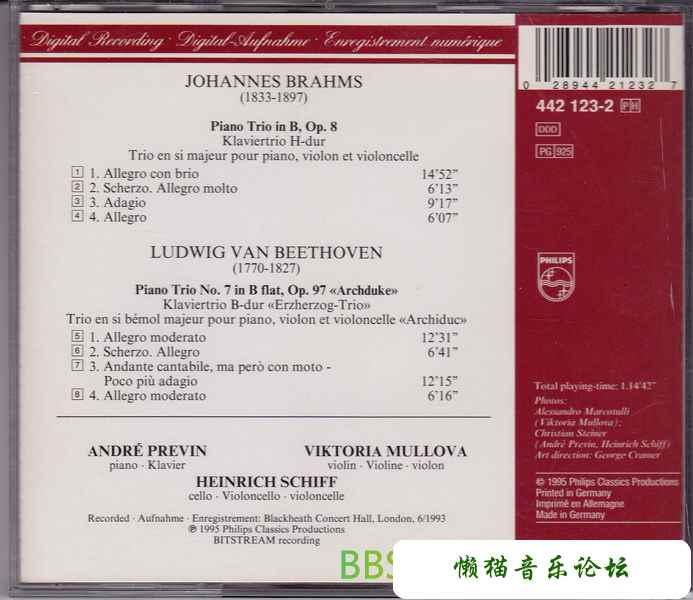 Digital Recording · Digital-Aufnahme · Enregistrement numérique
JOHANNES BRAHMS
(1833-1897)
Piano Trio in B, Op. 8
Klaviertrio H-dur
Trio en si majeur pour piano, violon et violoncelle
1 1. Allegro con brio 14'52"
2 2. Scherzo. Allegro molto 6'13"
3 3. Adagio 9'17"
4 4. Allegro 6'07"
LUDWIG VAN BEETHOVEN
(1770-1827)
Piano Trio No. 7 in B flat, Op. 97 «Archduke»
Klaviertrio B-dur «Erzherzog-Trio»
Trio en si bémol majeur pour piano, violon et violoncelle «Archiduc»
5 1. Allegro moderato 12'31"
6 2. Scherzo. Allegro 6'41"
7 3. Andante cantabile, ma però con moto -
Poco più adagio 12'15"
8 4. Allegro moderato 6'16"
ANDRÉ PREVIN
piano · Klavier
VIKTORIA MULLOVA
violin · Violine · violon
HEINRICH SCHIFF
cello · Violoncello · violoncelle
Recorded · Aufnahme · Enregistrement: Blackheath Concert Hall, London, 6/1993
℗ 1995 Philips Classics Productions
BITSTREAM recording
0 28944 21232 7
442 123-2 PH
DDD
PG 925
PHILIPS
Total playing-time: 1.14'42"
Photos:
Alessandro Marcotulli
(Viktoria Mullova);
Christian Steiner
(André Previn, Heinrich Schiff)
Art direction: George Cramer
© 1995 Philips Classics Productions
Printed in Germany
Imprimé en Allemagne
Made in Germany
BBS
懒猫音乐论坛